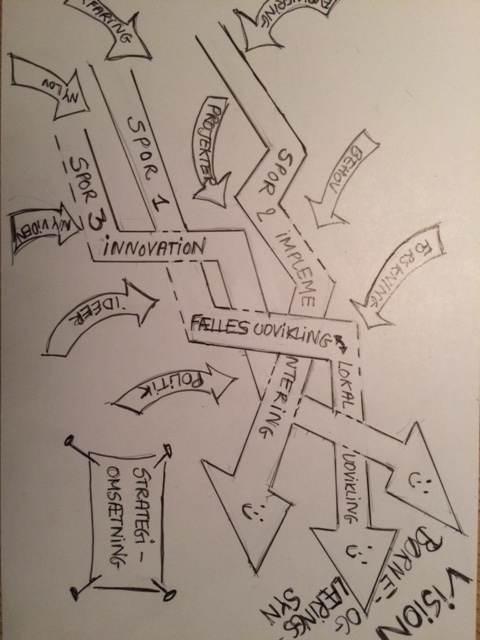 ERFARING
NY LOV
SPOR 1
SPOR 3
NY VIDEN
INNOVATION
PROJEKTER
SPOR 2 IMPLEME
NTERING
BEHOV
FORSKNING
IDEER
FÆLLES UDVIKLING
LOKAL UDVIKLING
POLITIK
STRATEGI-
OMSÆTNING
VISION
BØRNE-
OG
LÆRINGS
SYN